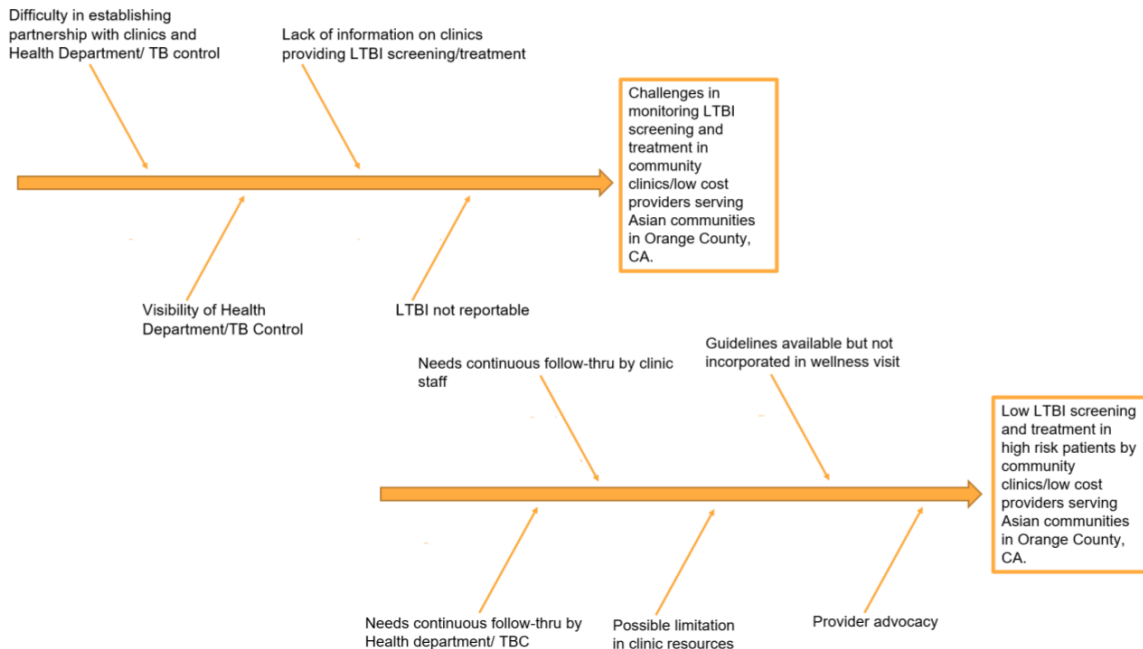 Difficulty in establishing
partnership with clinics and
Health Department/ TB control
Lack of information on clinics
providing LTBI screening/treatment
Challenges in
monitoring LTBI
screening and
treatment in
community
clinics/low cost
providers serving
Asian communities
in Orange County,
CA.
Visibility of Health
Department/TB Control
LTBI not reportable
Needs continuous follow-thru by clinic
staff
Guidelines available but not
incorporated in wellness visit
Low LTBI screening
and treatment in
high risk patients by
community
clinics/low cost
providers serving
Asian communities
in Orange County,
CA.
Needs continuous follow-thru by
Health department/ TBC
Possible limitation
in clinic resources
Provider advocacy